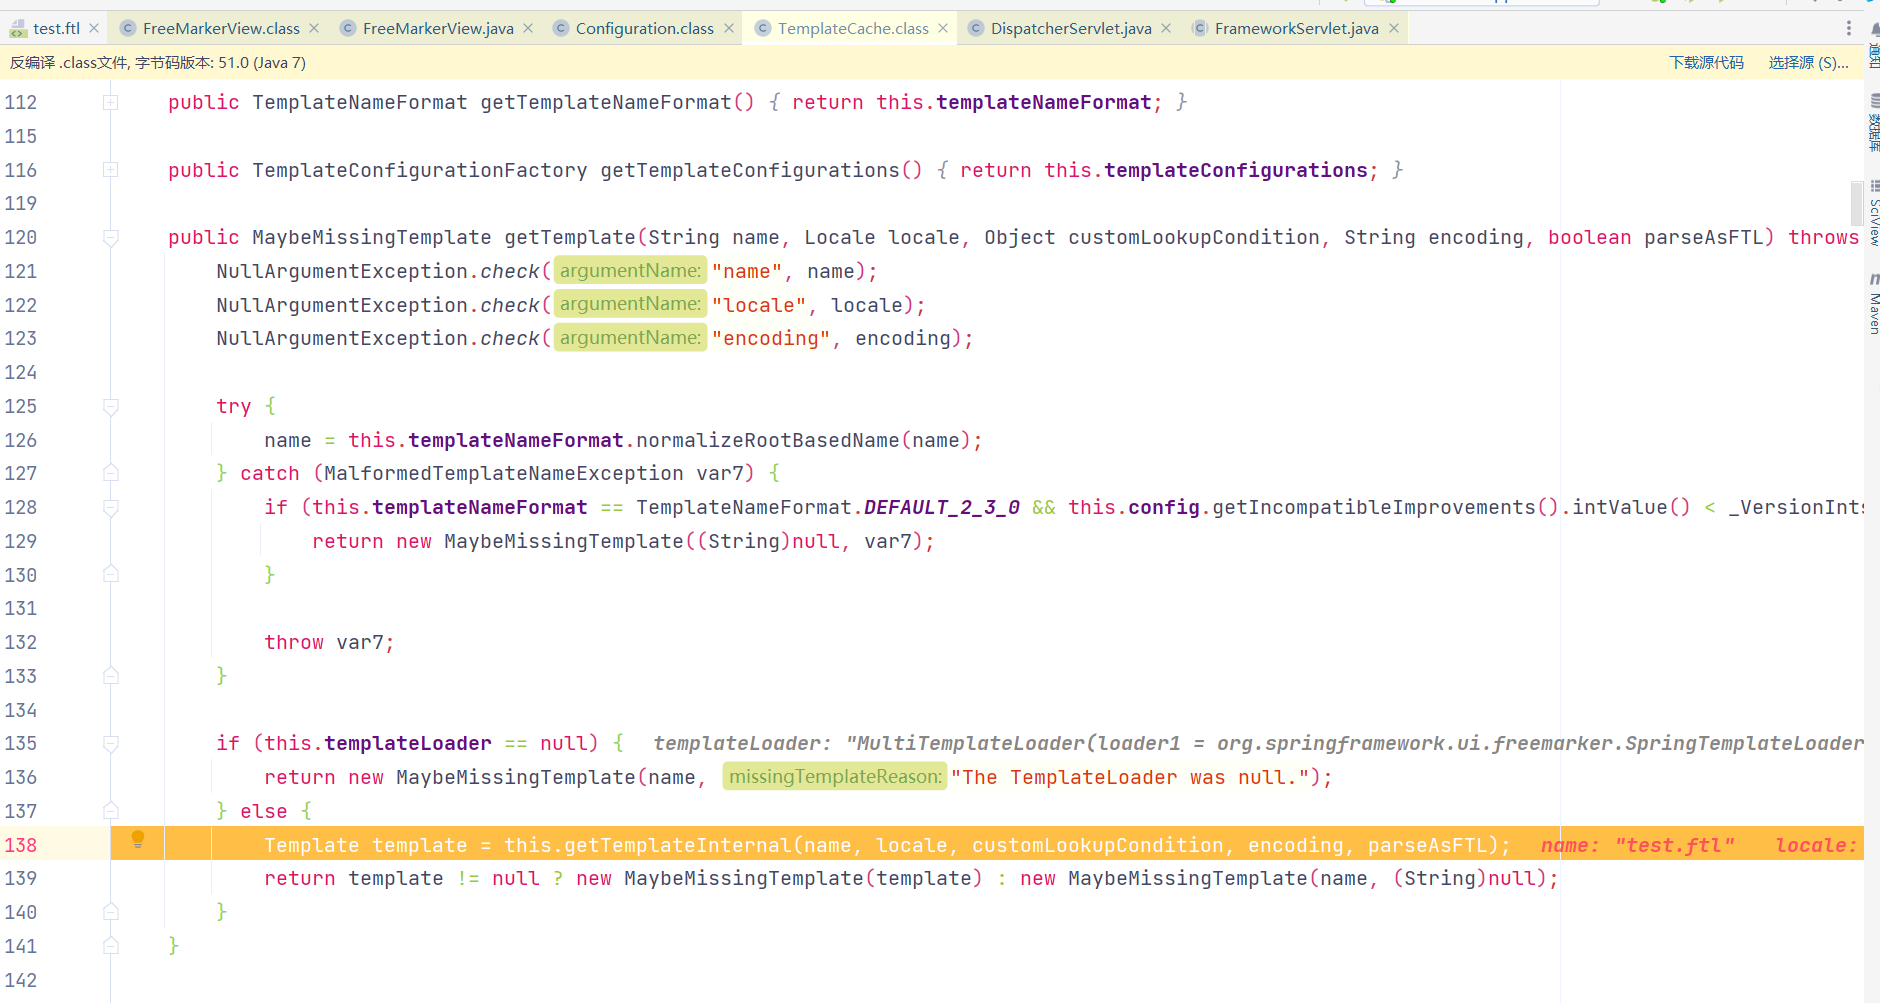 test.ftl FreeMarkerView.class FreeMarkerView.java Configuration.class TemplateCache.class DispatcherServlet.java FrameworkServlet.java
反编译 .class文件, 字节码版本: 51.0 (Java 7) 下载源代码 选择源 (S)...
112 public TemplateNameFormat getTemplateNameFormat() { return this.templateNameFormat; }
115
116 public TemplateConfigurationFactory getTemplateConfigurations() { return this.templateConfigurations; }
119
120 public MaybeMissingTemplate getTemplate(String name, Locale locale, Object customLookupCondition, String encoding, boolean parseAsFTL) throws
121 NullArgumentException.check( argumentName: "name", name);
122 NullArgumentException.check( argumentName: "locale", locale);
123 NullArgumentException.check( argumentName: "encoding", encoding);
124
125 try {
126 name = this.templateNameFormat.normalizeRootBasedName(name);
127 } catch (MalformedTemplateNameException var7) {
128 if (this.templateNameFormat == TemplateNameFormat.DEFAULT_2_3_0 && this.config.getIncompatibleImprovements().intValue() < _VersionInts
129 return new MaybeMissingTemplate((String)null, var7);
130 }
131
132 throw var7;
133 }
134
135 if (this.templateLoader == null) { templateLoader: "MultiTemplateLoader(loader1 = org.springframework.ui.freemarker.SpringTemplateLoader
136 return new MaybeMissingTemplate(name, missingTemplateReason: "The TemplateLoader was null.");
137 } else {
138 Template template = this.getTemplateInternal(name, locale, customLookupCondition, encoding, parseAsFTL); name: "test.ftl" locale:
139 return template != null ? new MaybeMissingTemplate(template) : new MaybeMissingTemplate(name, (String)null);
140 }
141 }
142
通知
数据库
SciView
Maven